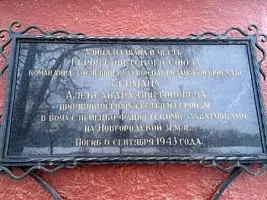 Улица названа в честь
Героя Советского Союза
командира 3-й Ленинградской партизанской бригады
Германа
Александра Викторовича,
проявившего мужество и героизм
в боях с немецко-фашистскими захватчиками
на Новгородской земле.
Погиб 6 сентября 1943 года.